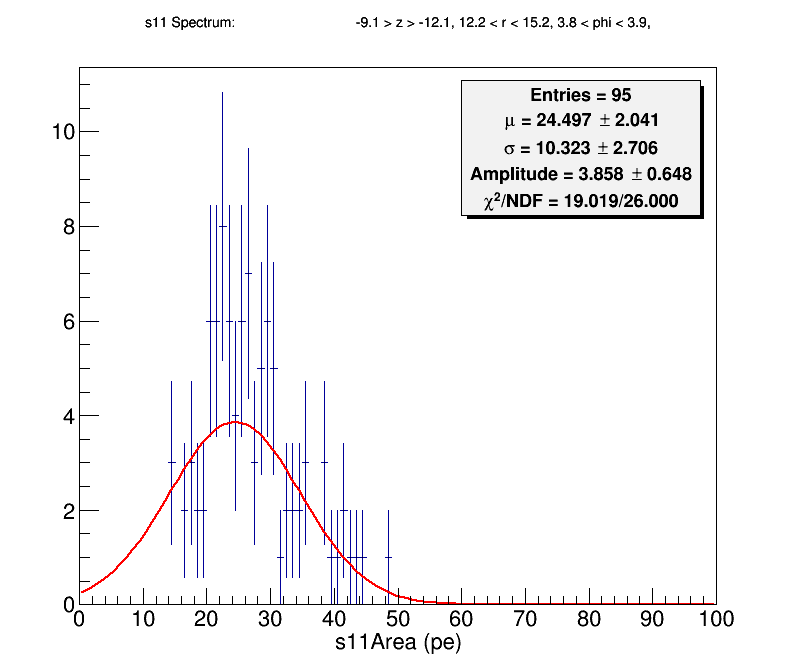 s11 Spectrum: -9.1 > z > -12.1, 12.2 < r < 15.2, 3.8 < phi < 3.9,
Entries = 95
μ = 24.497 ± 2.041
σ = 10.323 ± 2.706
Amplitude = 3.858 ± 0.648
χ²/NDF = 19.019/26.000
10
8
6
4
2
0
0 10 20 30 40 50 60 70 80 90 100
s11Area (pe)